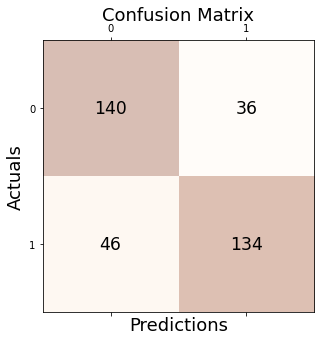 Confusion Matrix
0 1
0 140 36
Actuals
1 46 134
Predictions